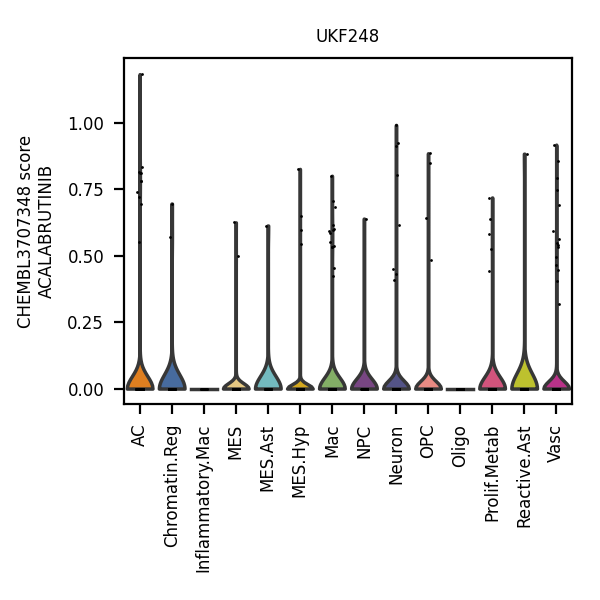 UKF248
CHEMBL3707348 score
ACALABRUTINIB
1.00
0.75
0.50
0.25
0.00
AC
Chromatin.Reg
Inflammatory.Mac
MES
MES.Ast
MES.Hyp
Mac
NPC
Neuron
OPC
Oligo
Prolif.Metab
Reactive.Ast
Vasc